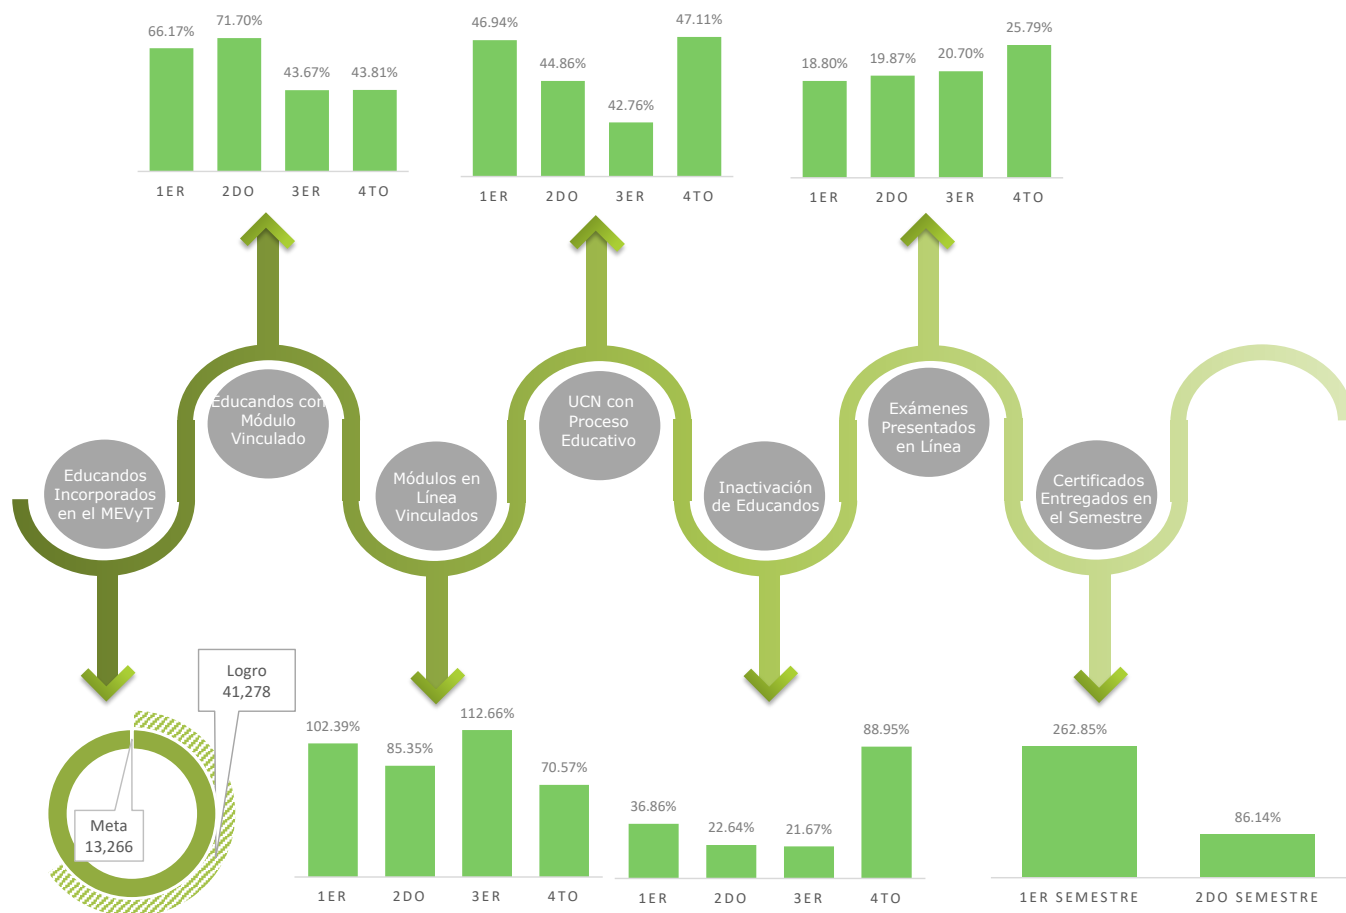 66.17%
71.70%
43.67%
43.81%
1ER
2DO
3ER
4TO
46.94%
44.86%
42.76%
47.11%
1ER
2DO
3ER
4TO
18.80%
19.87%
20.70%
25.79%
1ER
2DO
3ER
4TO
Educandos
Incorporados
en el MEVyT
Educandos con
Módulo
Vinculado
Módulos en
Línea
Vinculados
UCN con
Proceso
Educativo
Inactivación
de Educandos
Exámenes
Presentados
en Línea
Certificados
Entregados en
el Semestre
Logro
41,278
Meta
13,266
102.39%
85.35%
112.66%
70.57%
1ER
2DO
3ER
4TO
36.86%
22.64%
21.67%
88.95%
1ER
2DO
3ER
4TO
262.85%
86.14%
1ER SEMESTRE
2DO SEMESTRE